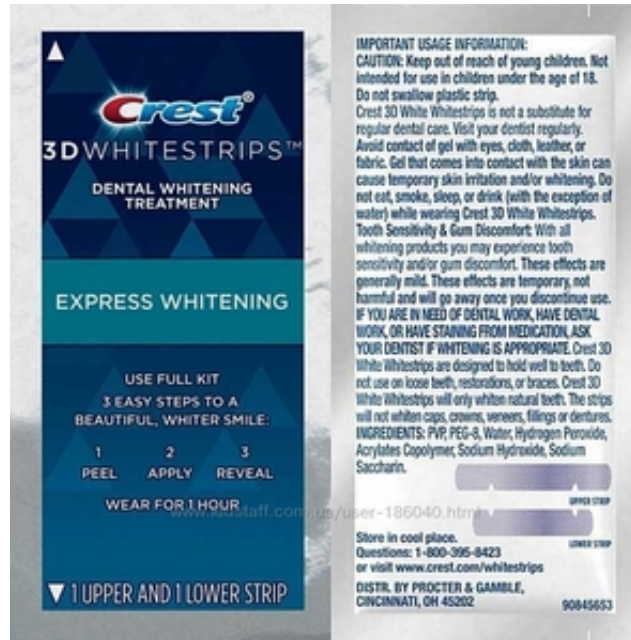 Crest®
3DWHITESTRIPS™
DENTAL WHITENING
TREATMENT
EXPRESS WHITENING
USE FULL KIT
3 EASY STEPS TO A
BEAUTIFUL, WHITER SMILE:
1 2 3
PEEL APPLY REVEAL
WEAR FOR 1 HOUR
1 UPPER AND 1 LOWER STRIP
IMPORTANT USAGE INFORMATION:
CAUTION: Keep out of reach of young children. Not
intended for use in children under the age of 18.
Do not swallow plastic strip.
Crest 3D White Whitestrips is not a substitute for
regular dental care. Visit your dentist regularly.
Avoid contact of gel with eyes, cloth, leather, or
fabric. Gel that comes into contact with the skin can
cause temporary skin irritation and/or whitening. Do
not eat, smoke, sleep, or drink (with the exception of
water) while wearing Crest 3D White Whitestrips.
Tooth Sensitivity & Gum Discomfort: With all
whitening products you may experience tooth
sensitivity and/or gum discomfort. These effects are
generally mild. These effects are temporary, not
harmful and will go away once you discontinue use.
IF YOU ARE IN NEED OF DENTAL WORK, HAVE DENTAL
WORK, OR HAVE STAINING FROM MEDICATION, ASK
YOUR DENTIST IF WHITENING IS APPROPRIATE. Crest 3D
White Whitestrips are designed to hold well to teeth. Do
not use on loose teeth, restorations, or braces. Crest 3D
White Whitestrips will only whiten natural teeth. The strips
will not whiten caps, crowns, veneers, fillings or dentures.
INGREDIENTS: PVP, PEG-8, Water, Hydrogen Peroxide,
Acrylates Copolymer, Sodium Hydroxide, Sodium
Saccharin.
UPPER STRIP
LOWER STRIP
www.kidstaff.com.ua/user-186040.html
Store in cool place.
Questions: 1-800-395-8423
or visit www.crest.com/whitestrips
DISTR. BY PROCTER & GAMBLE,
CINCINNATI, OH 45202
90845653